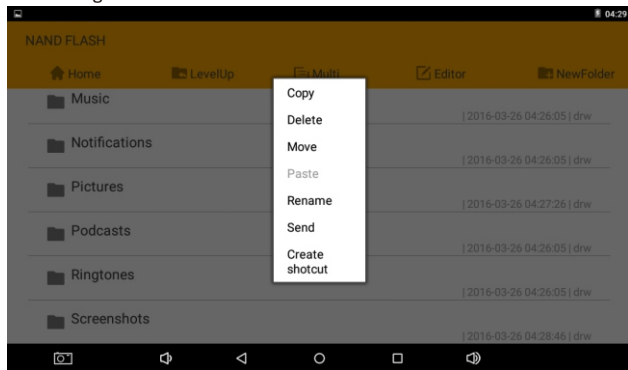 04:29
NAND FLASH
Home LevelUp Multi Editor NewFolder
Music
| 2016-03-26 04:26:05 | drw
Notifications
| 2016-03-26 04:26:05 | drw
Pictures
| 2016-03-26 04:27:26 | drw
Podcasts
| 2016-03-26 04:26:05 | drw
Ringtones
| 2016-03-26 04:26:05 | drw
Screenshots
| 2016-03-26 04:28:46 | drw
Copy
Delete
Move
Paste
Rename
Send
Create
shotcut